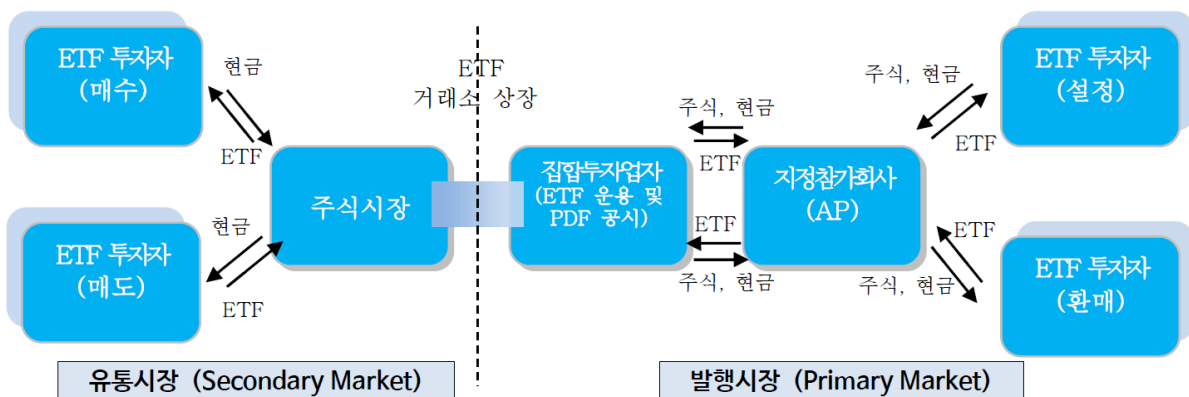 ETF 투자자
(매수)
현금
ETF
ETF 투자자
(매도)
현금
ETF
주식시장
ETF
거래소 상장
집합투자업자
(ETF 운용 및
PDF 공시)
주식, 현금
ETF
ETF
주식, 현금
지정참가회사
(AP)
주식, 현금
ETF
ETF 투자자
(설정)
ETF
주식, 현금
ETF 투자자
(환매)
유통시장 (Secondary Market)
발행시장 (Primary Market)